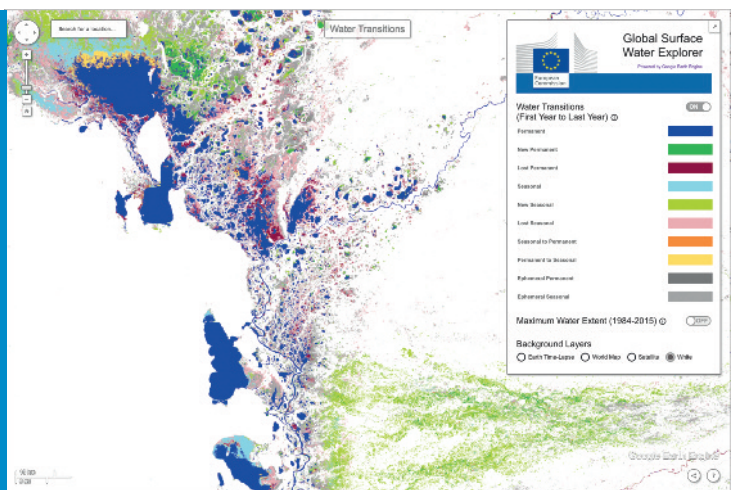 Search for a location...
Water Transitions
Global Surface
Water Explorer
Powered by Google Earth Engine
European
Commission
Water Transitions
(First Year to Last Year)
ON
Permanent
New Permanent
Lost Permanent
Seasonal
New Seasonal
Lost Seasonal
Seasonal to Permanent
Permanent to Seasonal
Ephemeral Permanent
Ephemeral Seasonal
Maximum Water Extent (1984-2015)
OFF
Background Layers
Earth Time-Lapse World Map Satellite White
Google Earth Engine